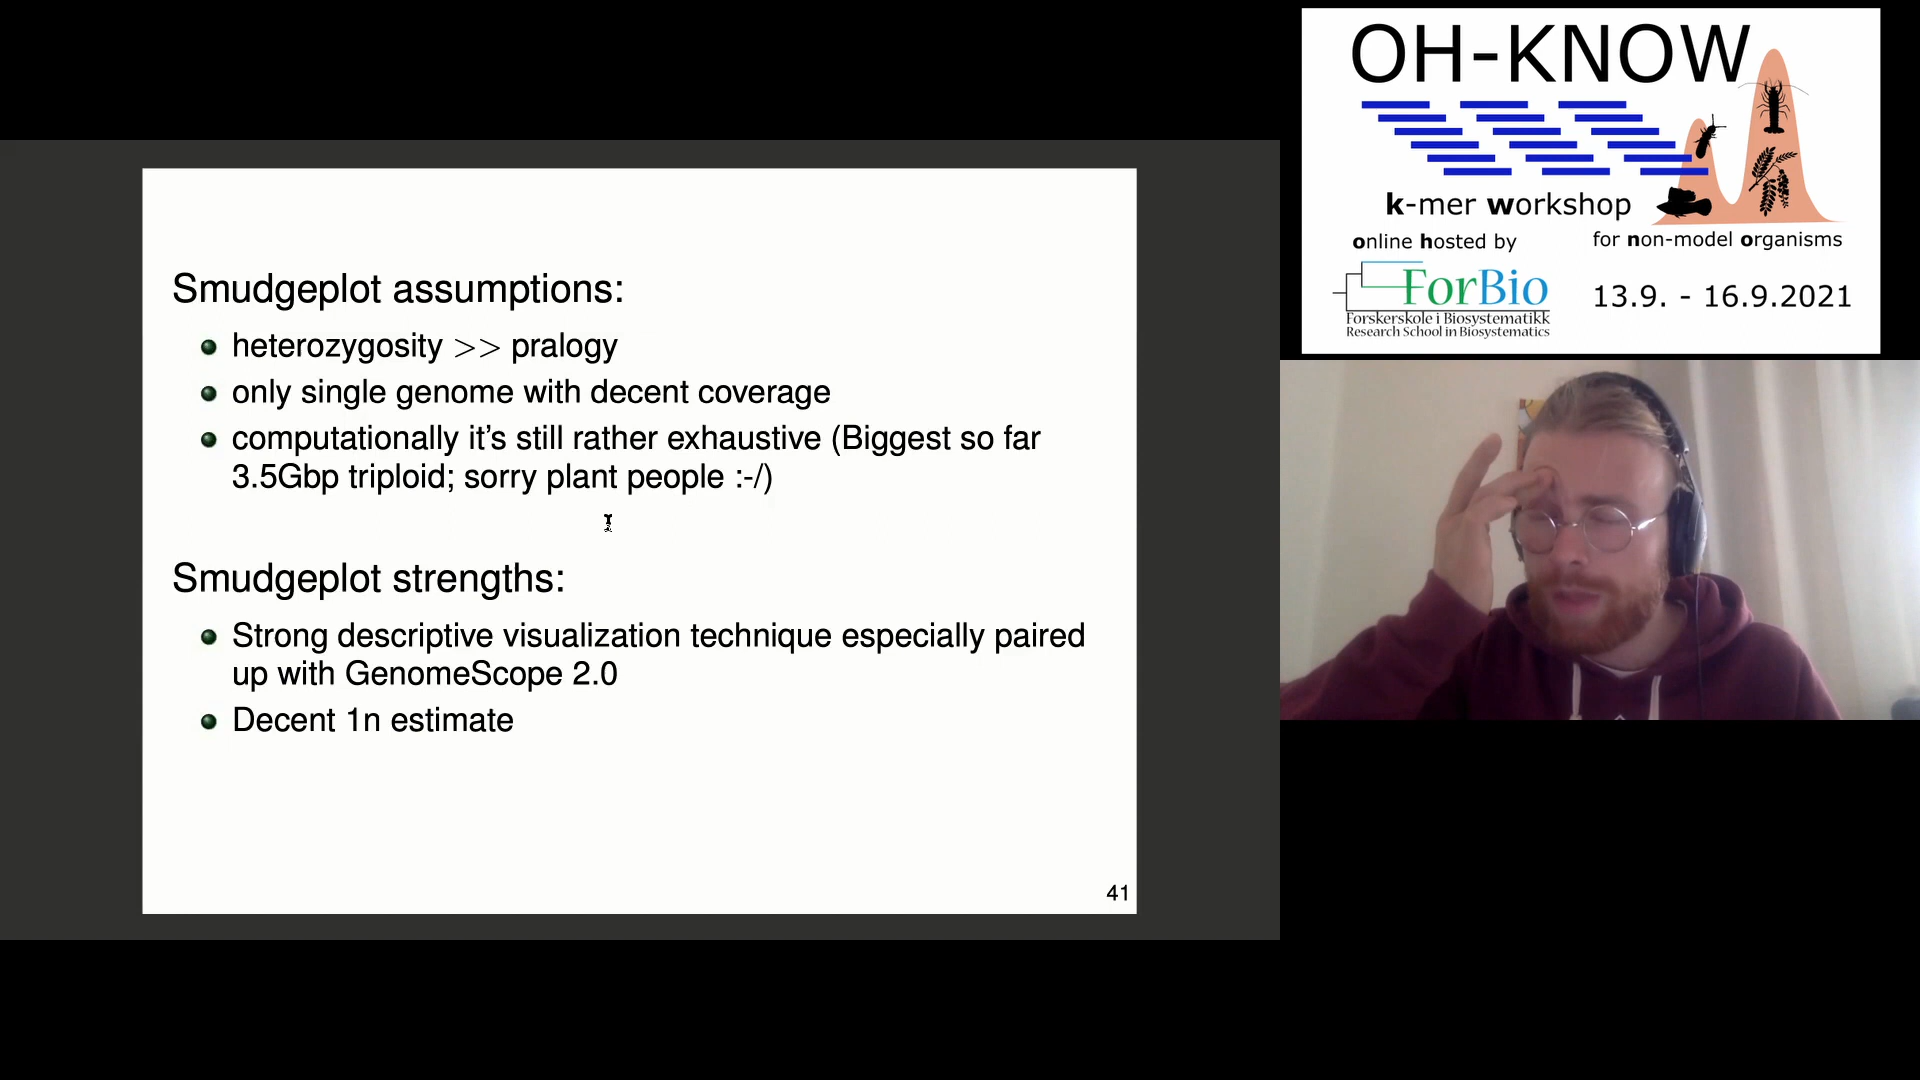 Smudgeplot assumptions:
heterozygosity >> pralogy
only single genome with decent coverage
computationally it's still rather exhaustive (Biggest so far
3.5Gbp triploid; sorry plant people :-/)
Smudgeplot strengths:
Strong descriptive visualization technique especially paired
up with GenomeScope 2.0
Decent 1n estimate
41
OH-KNOW
k-mer workshop
online hosted by
for non-model organisms
ForBio
Forskerskole i Biosystematikk
Research School in Biosystematics
13.9. - 16.9.2021